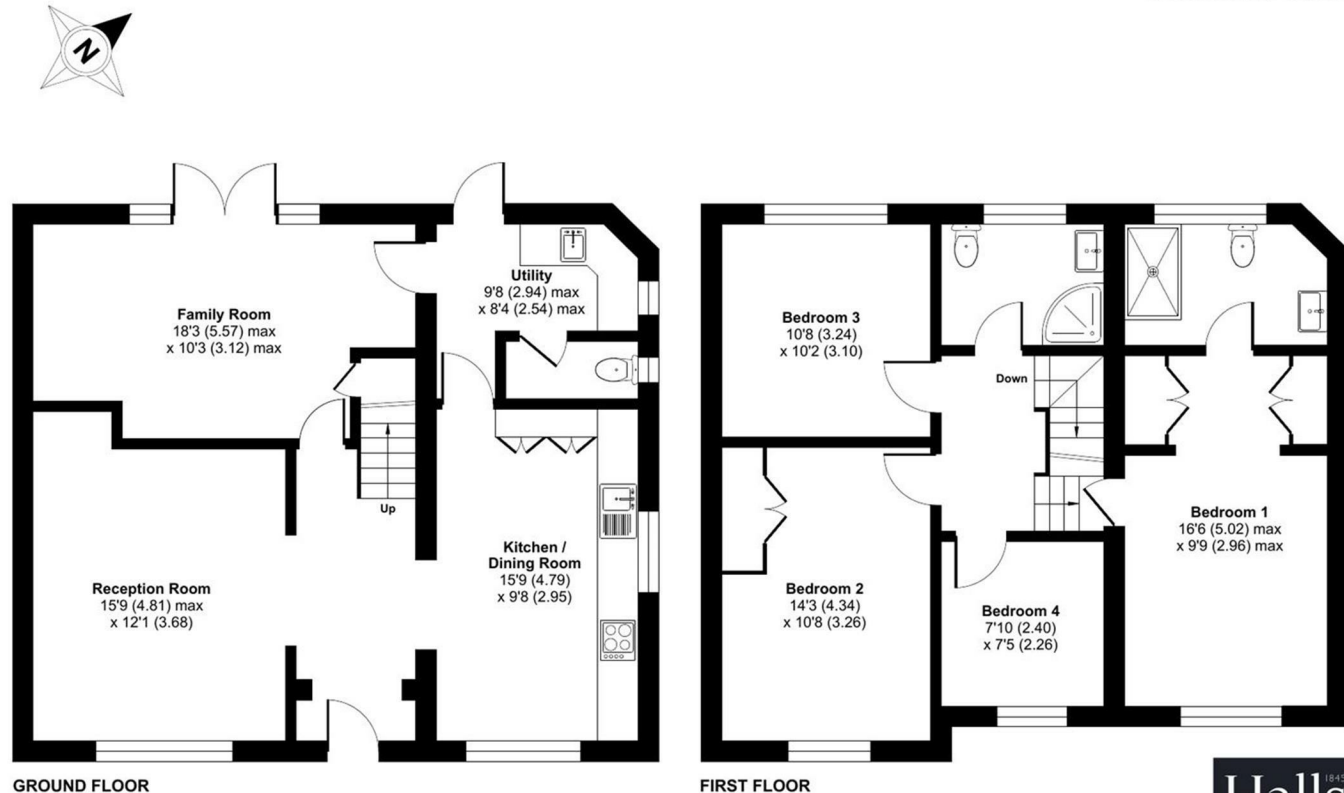 N
Family Room
18'3 (5.57) max
x 10'3 (3.12) max
Utility
9'8 (2.94) max
x 8'4 (2.54) max
Up
Reception Room
15'9 (4.81) max
x 12'1 (3.68)
Kitchen /
Dining Room
15'9 (4.79)
x 9'8 (2.95)
GROUND FLOOR
Bedroom 3
10'8 (3.24)
x 10'2 (3.10)
Down
Bedroom 1
16'6 (5.02) max
x 9'9 (2.96) max
Bedroom 2
14'3 (4.34)
x 10'8 (3.26)
Bedroom 4
7'10 (2.40)
x 7'5 (2.26)
FIRST FLOOR
Halls
1845